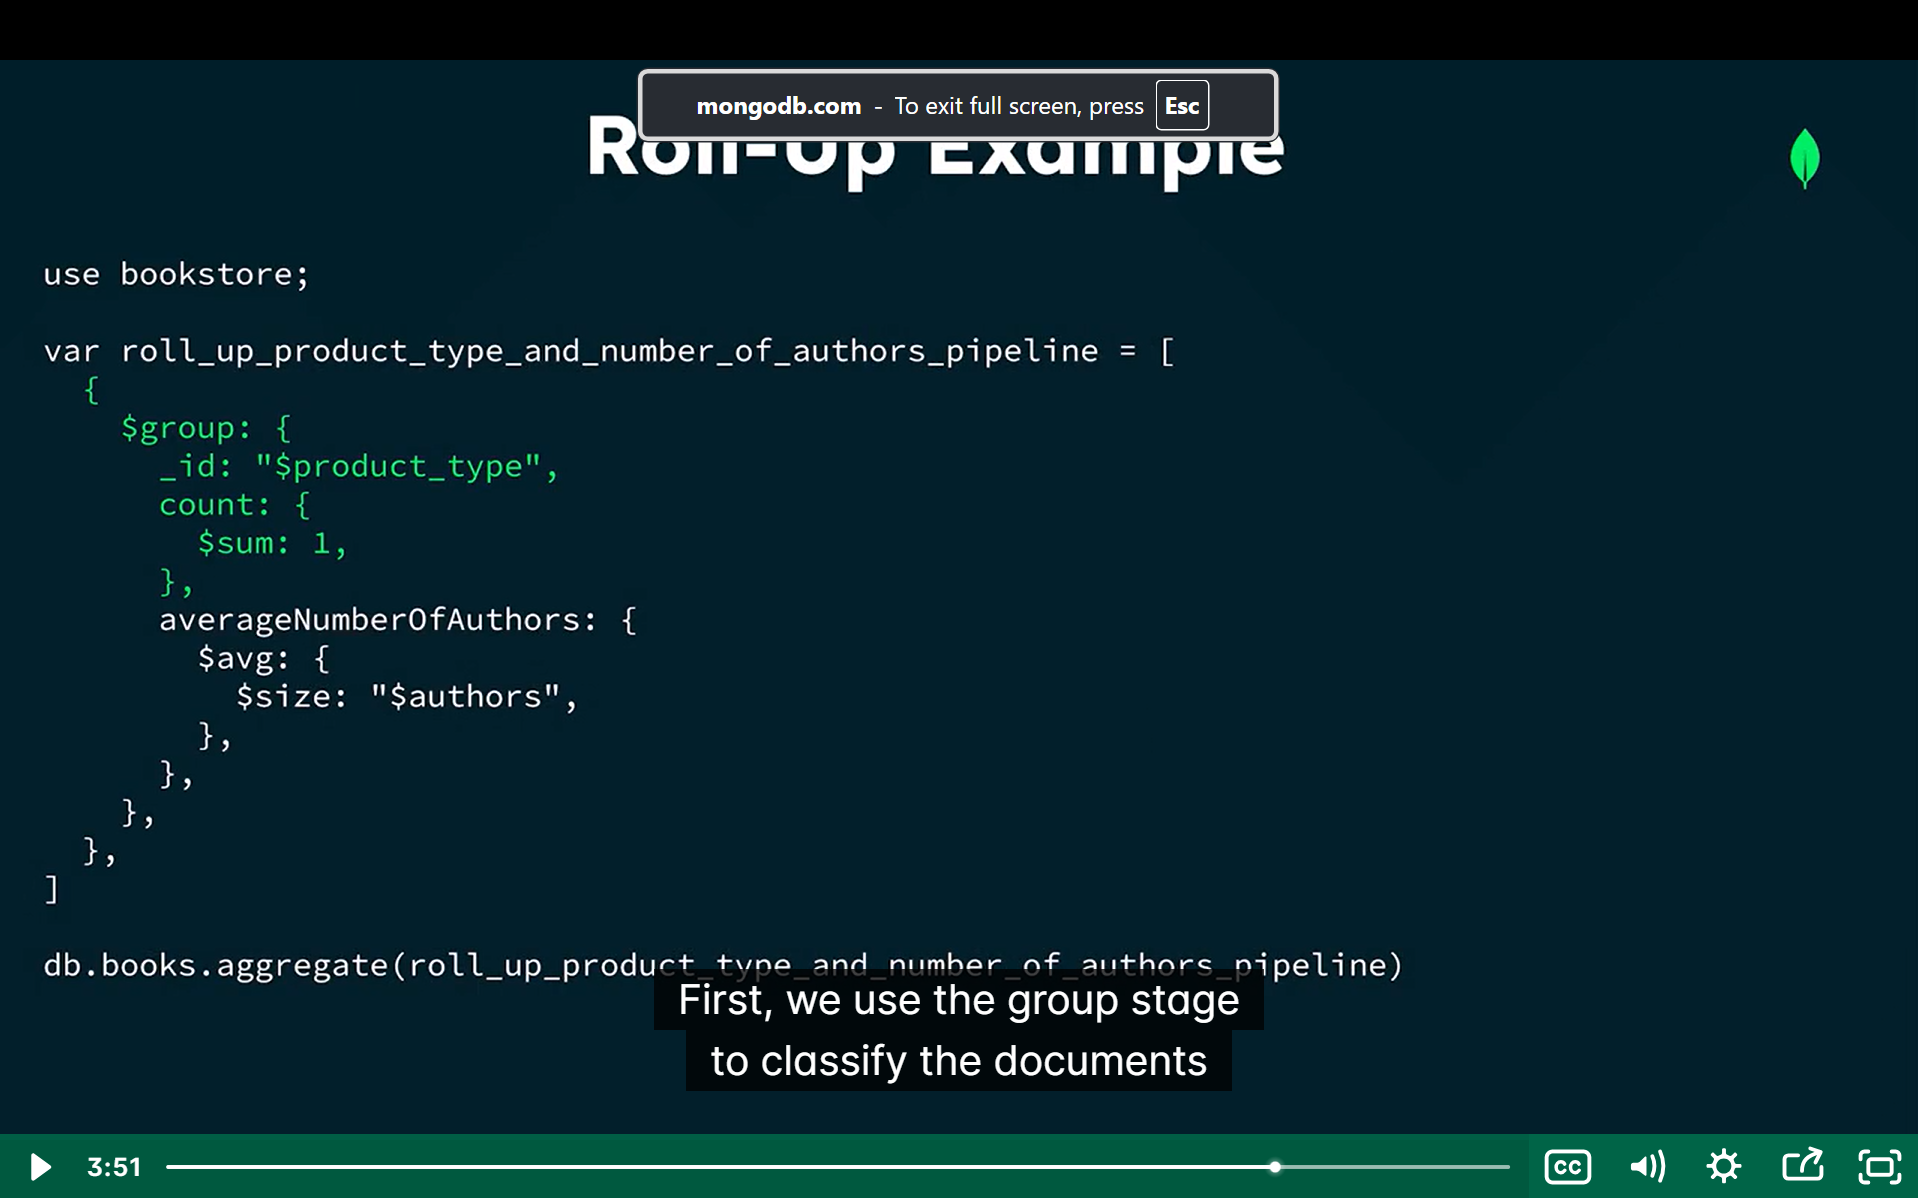 mongodb.com - To exit full screen, press Esc
Roll-Up Example
use bookstore;
var roll_up_product_type_and_number_of_authors_pipeline = [
{
$group: {
_id: "$product_type",
count: {
$sum: 1,
},
averageNumberOfAuthors: {
$avg: {
$size: "$authors",
},
},
},
},
]
db.books.aggregate(roll_up_product_type_and_number_of_authors_pipeline)
First, we use the group stage
to classify the documents
3:51
CC